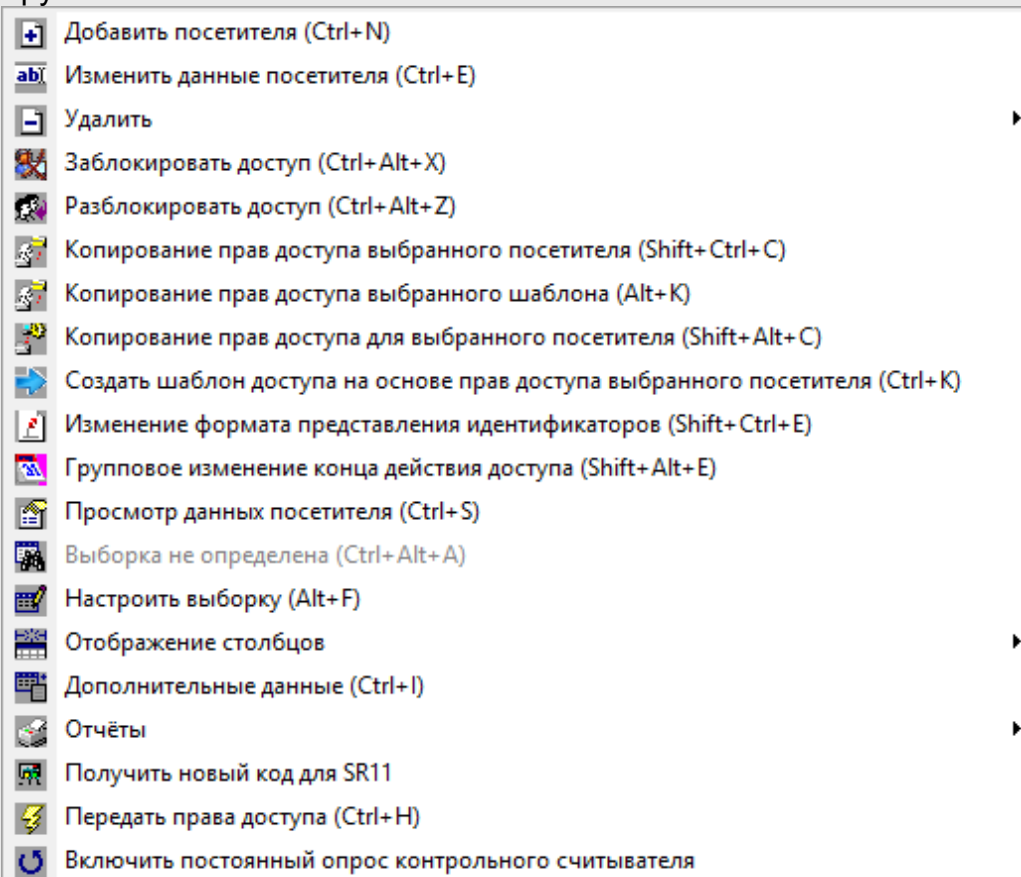 Добавить посетителя (Ctrl+N)
Изменить данные посетителя (Ctrl+E)
Удалить
Заблокировать доступ (Ctrl+Alt+X)
Разблокировать доступ (Ctrl+Alt+Z)
Копирование прав доступа выбранного посетителя (Shift+Ctrl+C)
Копирование прав доступа выбранного шаблона (Alt+K)
Копирование прав доступа для выбранного посетителя (Shift+Alt+C)
Создать шаблон доступа на основе прав доступа выбранного посетителя (Ctrl+K)
Изменение формата представления идентификаторов (Shift+Ctrl+E)
Групповое изменение конца действия доступа (Shift+Alt+E)
Просмотр данных посетителя (Ctrl+S)
Выборка не определена (Ctrl+Alt+A)
Настроить выборку (Alt+F)
Отображение столбцов
Дополнительные данные (Ctrl+I)
Отчёты
Получить новый код для SR11
Передать права доступа (Ctrl+H)
Включить постоянный опрос контрольного считывателя